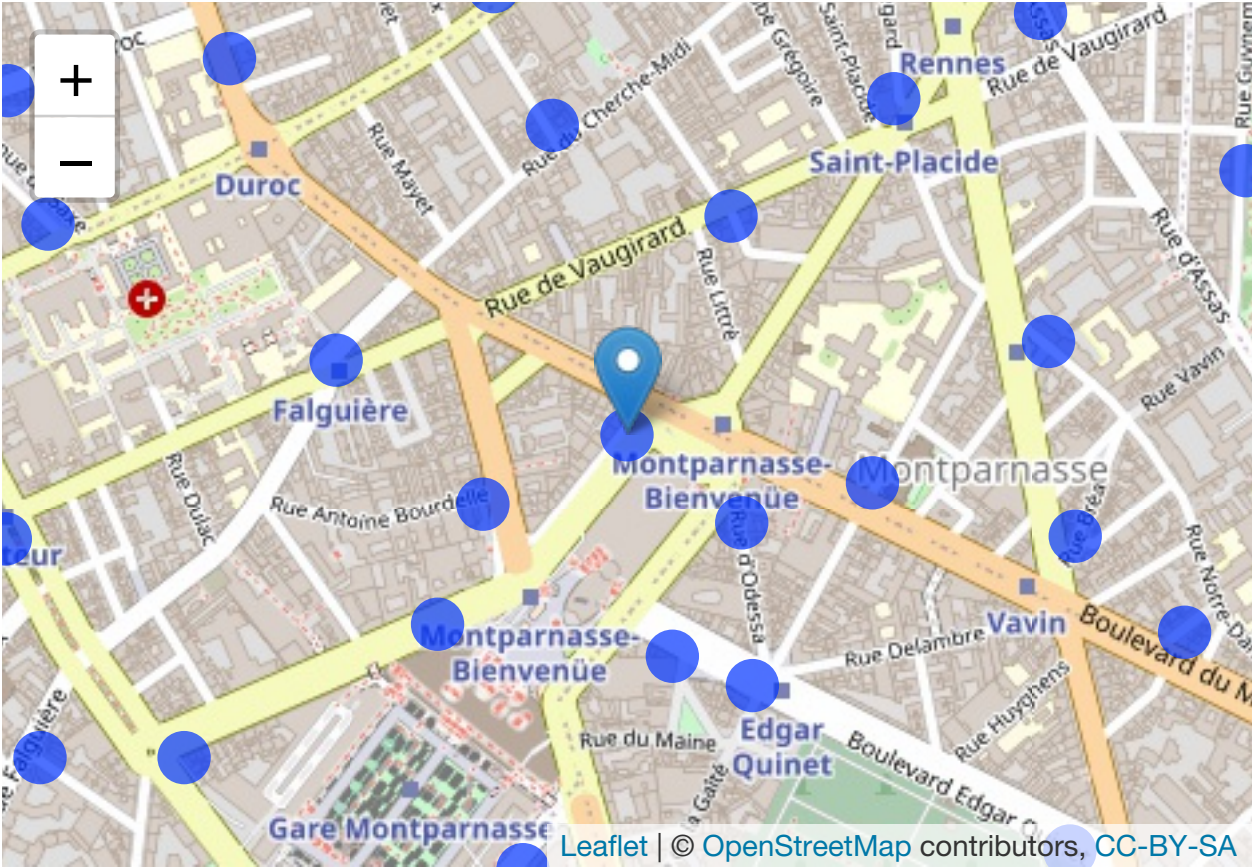 +
−
Duroc
Rue Mayet
Rue du Cherche-Midi
Rennes
Rue de Vaugirard
Saint-Placide
Saint-Placide
Rue de Vaugirard
Rue Littré
Rue d'Assas
Rue Vavin
Falguière
Rue Dulac
Rue Antoine Bourdelle
Montparnasse-
Bienvenüe
Montparnasse
Rue d'Odessa
Rue Bréa
Vavin
Boulevard du M
Rue Delambre
Rue Huyghens
Montparnasse-
Bienvenüe
Rue du Maine
Edgar
Quinet
Boulevard Edgar Qu
Gare Montparnasse
Leaflet | © OpenStreetMap contributors, CC-BY-SA